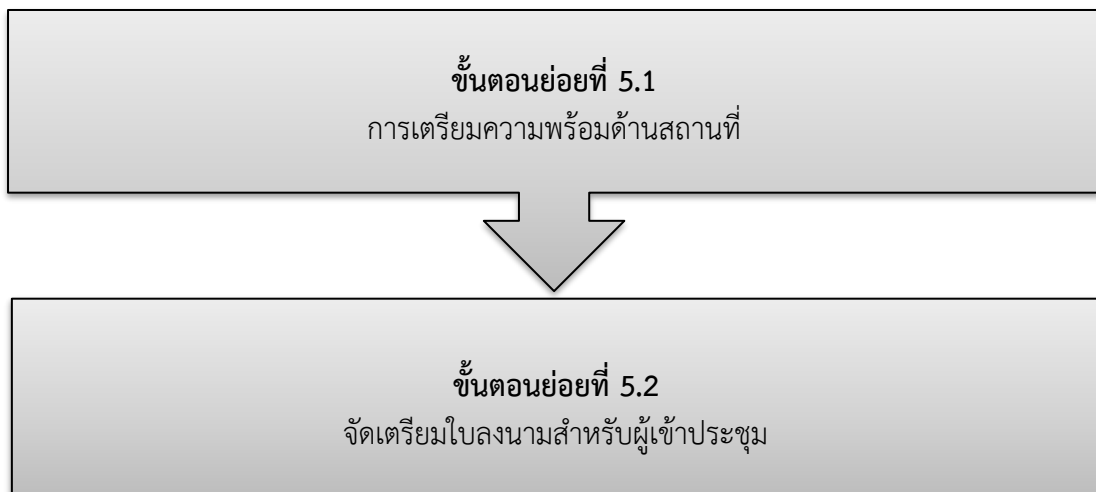 ขั้นตอนย่อยที่ 5.1
การเตรียมความพร้อมด้านสถานที่
ขั้นตอนย่อยที่ 5.2
จัดเตรียมใบลงนามสำหรับผู้เข้าประชุม